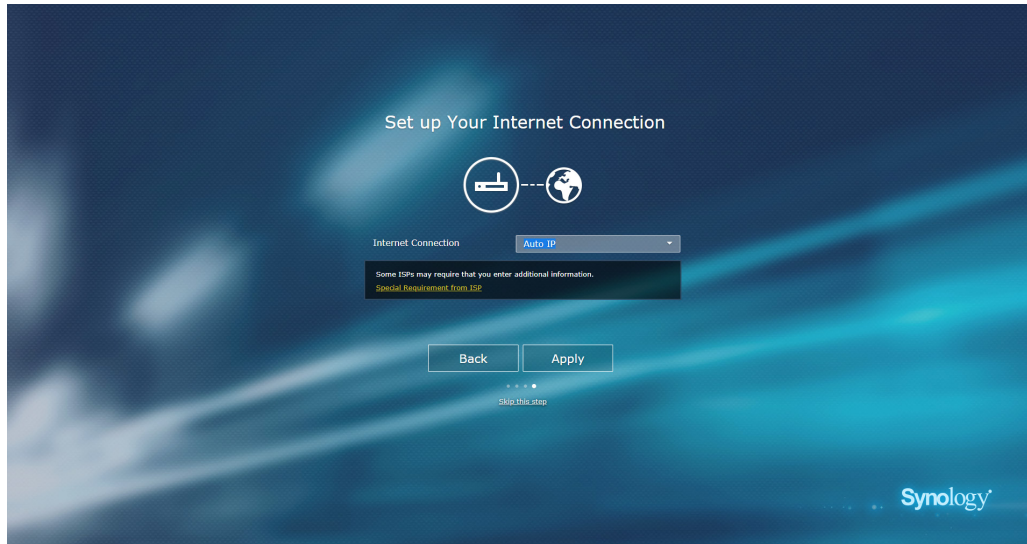 Set up Your Internet Connection
Internet Connection
Auto IP
Some ISPs may require that you enter additional information.
Special Requirement from ISP
Back
Apply
Skip this step
Synology